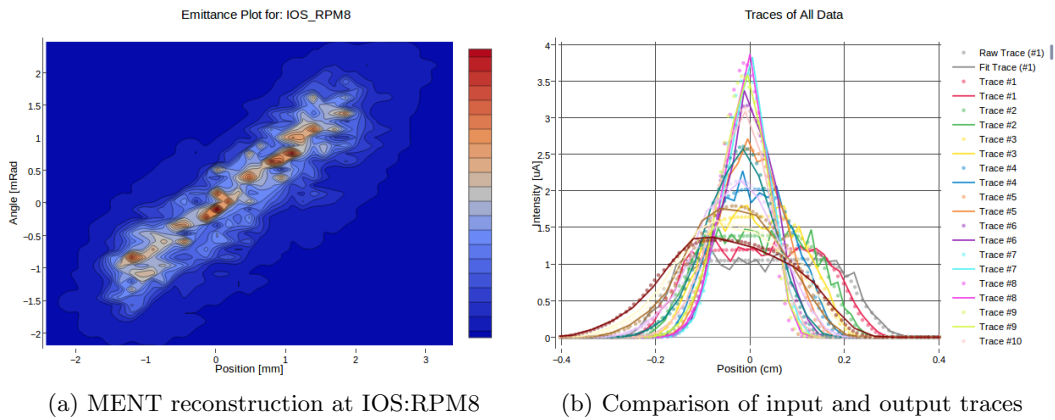 Emittance Plot for: IOS_RPM8
Angle [mRad]
2
1.5
1
0.5
0
−0.5
−1
−1.5
−2
−2
−1
0
1
2
3
Position [mm]
(a) MENT reconstruction at IOS:RPM8
Traces of All Data
Intensity (uA)
4
3.5
3
2.5
2
1.5
1
0.5
0
−0.4
−0.2
0
0.2
0.4
Position (cm)
Raw Trace (#1)
Fit Trace (#1)
Trace #1
Trace #1
Trace #2
Trace #2
Trace #3
Trace #3
Trace #4
Trace #4
Trace #5
Trace #5
Trace #6
Trace #6
Trace #7
Trace #7
Trace #8
Trace #8
Trace #9
Trace #9
Trace #10
(b) Comparison of input and output traces